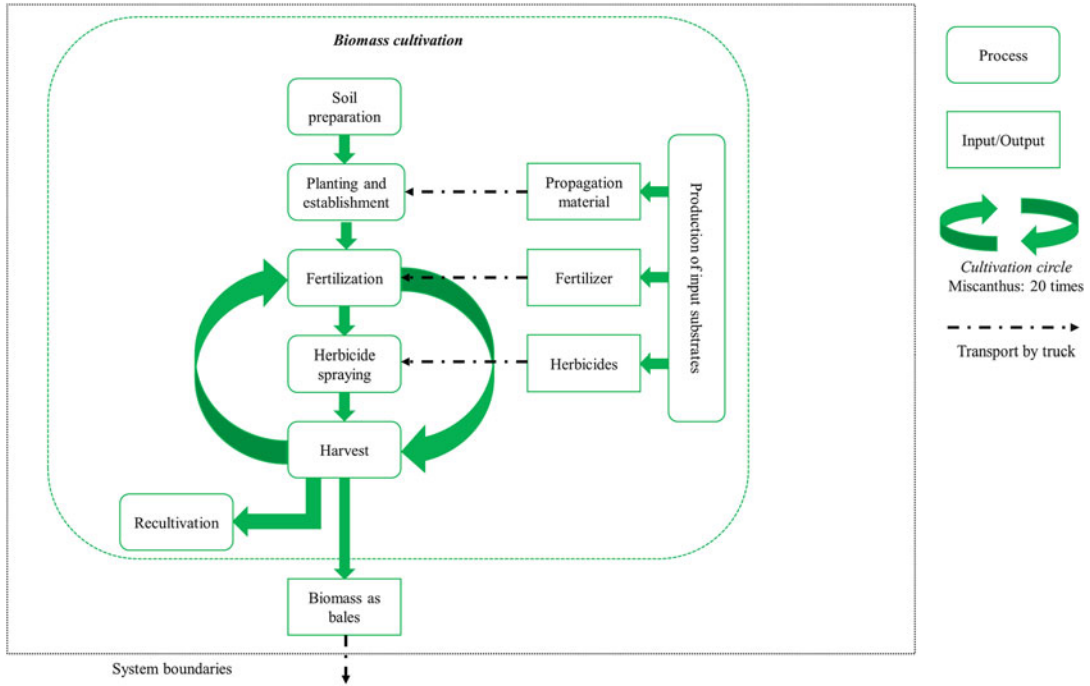 Biomass cultivation
Soil
preparation
Planting and
establishment
Propagation
material
Fertilization
Fertilizer
Herbicide
spraying
Herbicides
Production of input substrates
Harvest
Recultivation
Biomass as
bales
System boundaries
Process
Input/Output
Cultivation circle
Miscanthus: 20 times
Transport by truck